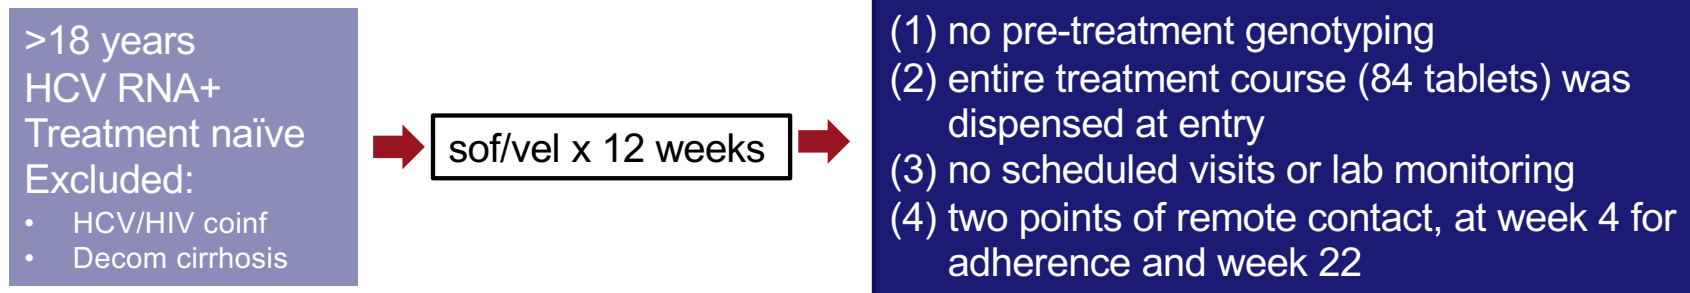 >18 years
HCV RNA+
Treatment naïve
Excluded:
• HCV/HIV coinf
• Decom cirrhosis
sof/vel x 12 weeks
(1) no pre-treatment genotyping
(2) entire treatment course (84 tablets) was
dispensed at entry
(3) no scheduled visits or lab monitoring
(4) two points of remote contact, at week 4 for
adherence and week 22